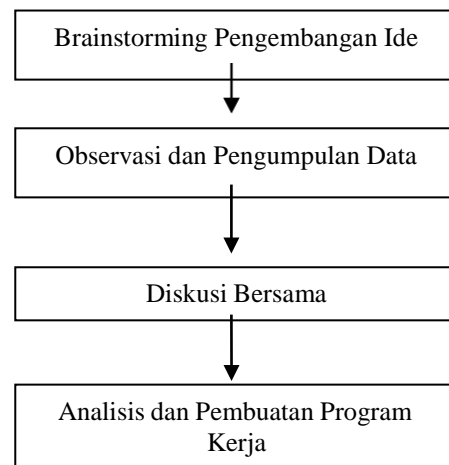 Brainstorming Pengembangan Ide
Observasi dan Pengumpulan Data
Diskusi Bersama
Analisis dan Pembuatan Program
Kerja